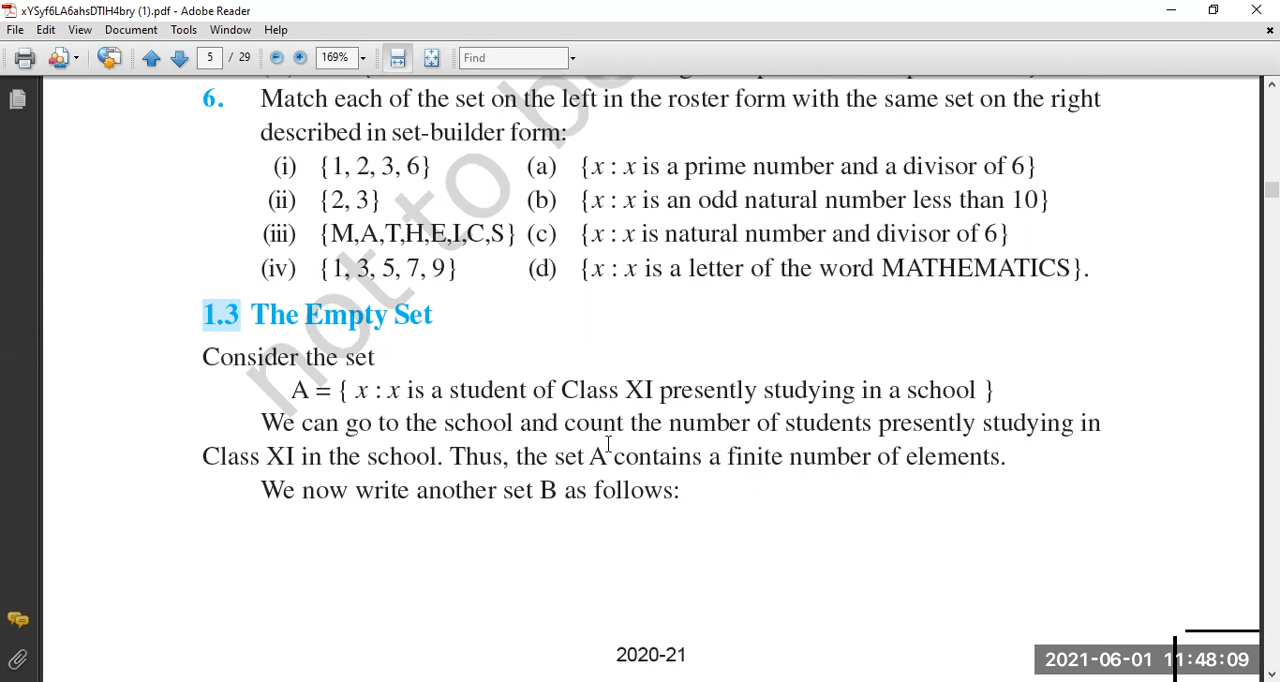 xYSyf6LA6ahsDTIH4bry (1).pdf - Adobe Reader
File Edit View Document Tools Window Help
5 / 29 169% Find
6. Match each of the set on the left in the roster form with the same set on the right
described in set-builder form:
(i) {1, 2, 3, 6} (a) {x : x is a prime number and a divisor of 6}
(ii) {2, 3} (b) {x : x is an odd natural number less than 10}
(iii) {M,A,T,H,E,I,C,S} (c) {x : x is natural number and divisor of 6}
(iv) {1, 3, 5, 7, 9} (d) {x : x is a letter of the word MATHEMATICS}.
1.3 The Empty Set
Consider the set
A = { x : x is a student of Class XI presently studying in a school }
We can go to the school and count the number of students presently studying in
Class XI in the school. Thus, the set A contains a finite number of elements.
We now write another set B as follows:
not to be
2020-21
2021-06-01 11:48:09